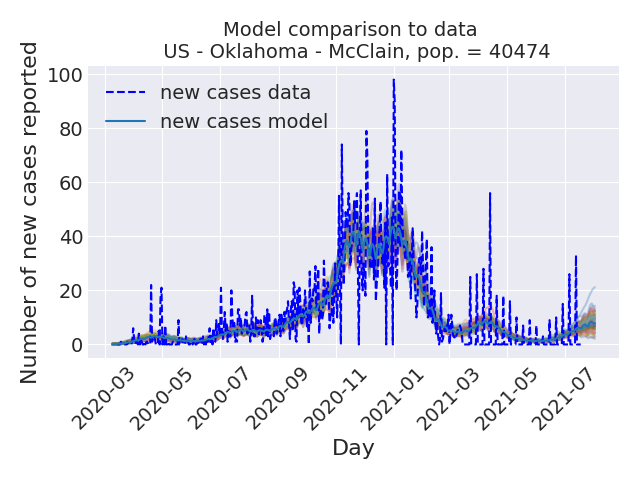 Model comparison to data
US - Oklahoma - McClain, pop. = 40474
Number of new cases reported
100
80
60
40
20
0
new cases data
new cases model
2020-03
2020-05
2020-07
2020-09
2020-11
2021-01
2021-03
2021-05
2021-07
Day